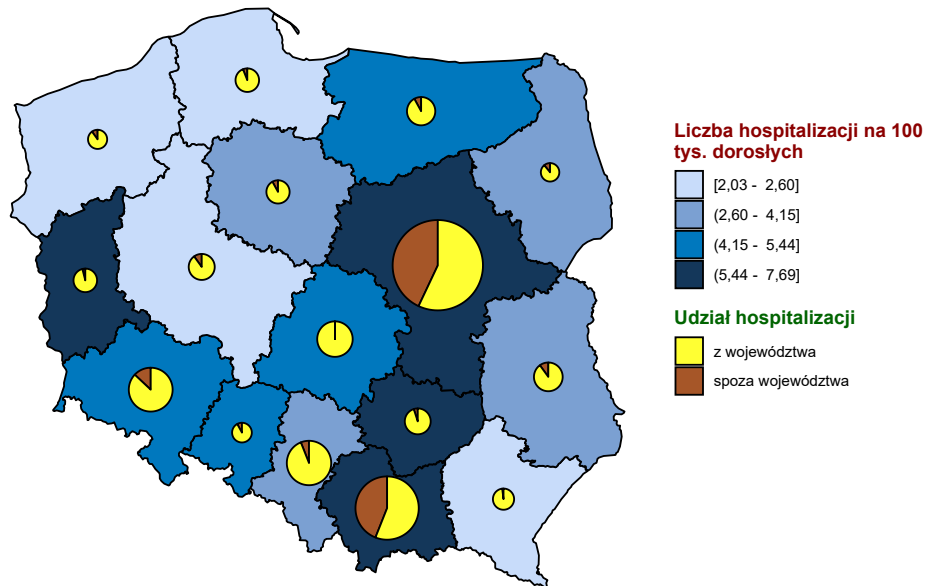 Liczba hospitalizacji na 100
tys. dorosłych
[2,03 - 2,60]
(2,60 - 4,15]
(4,15 - 5,44]
(5,44 - 7,69]
Udział hospitalizacji
z województwa
spoza województwa